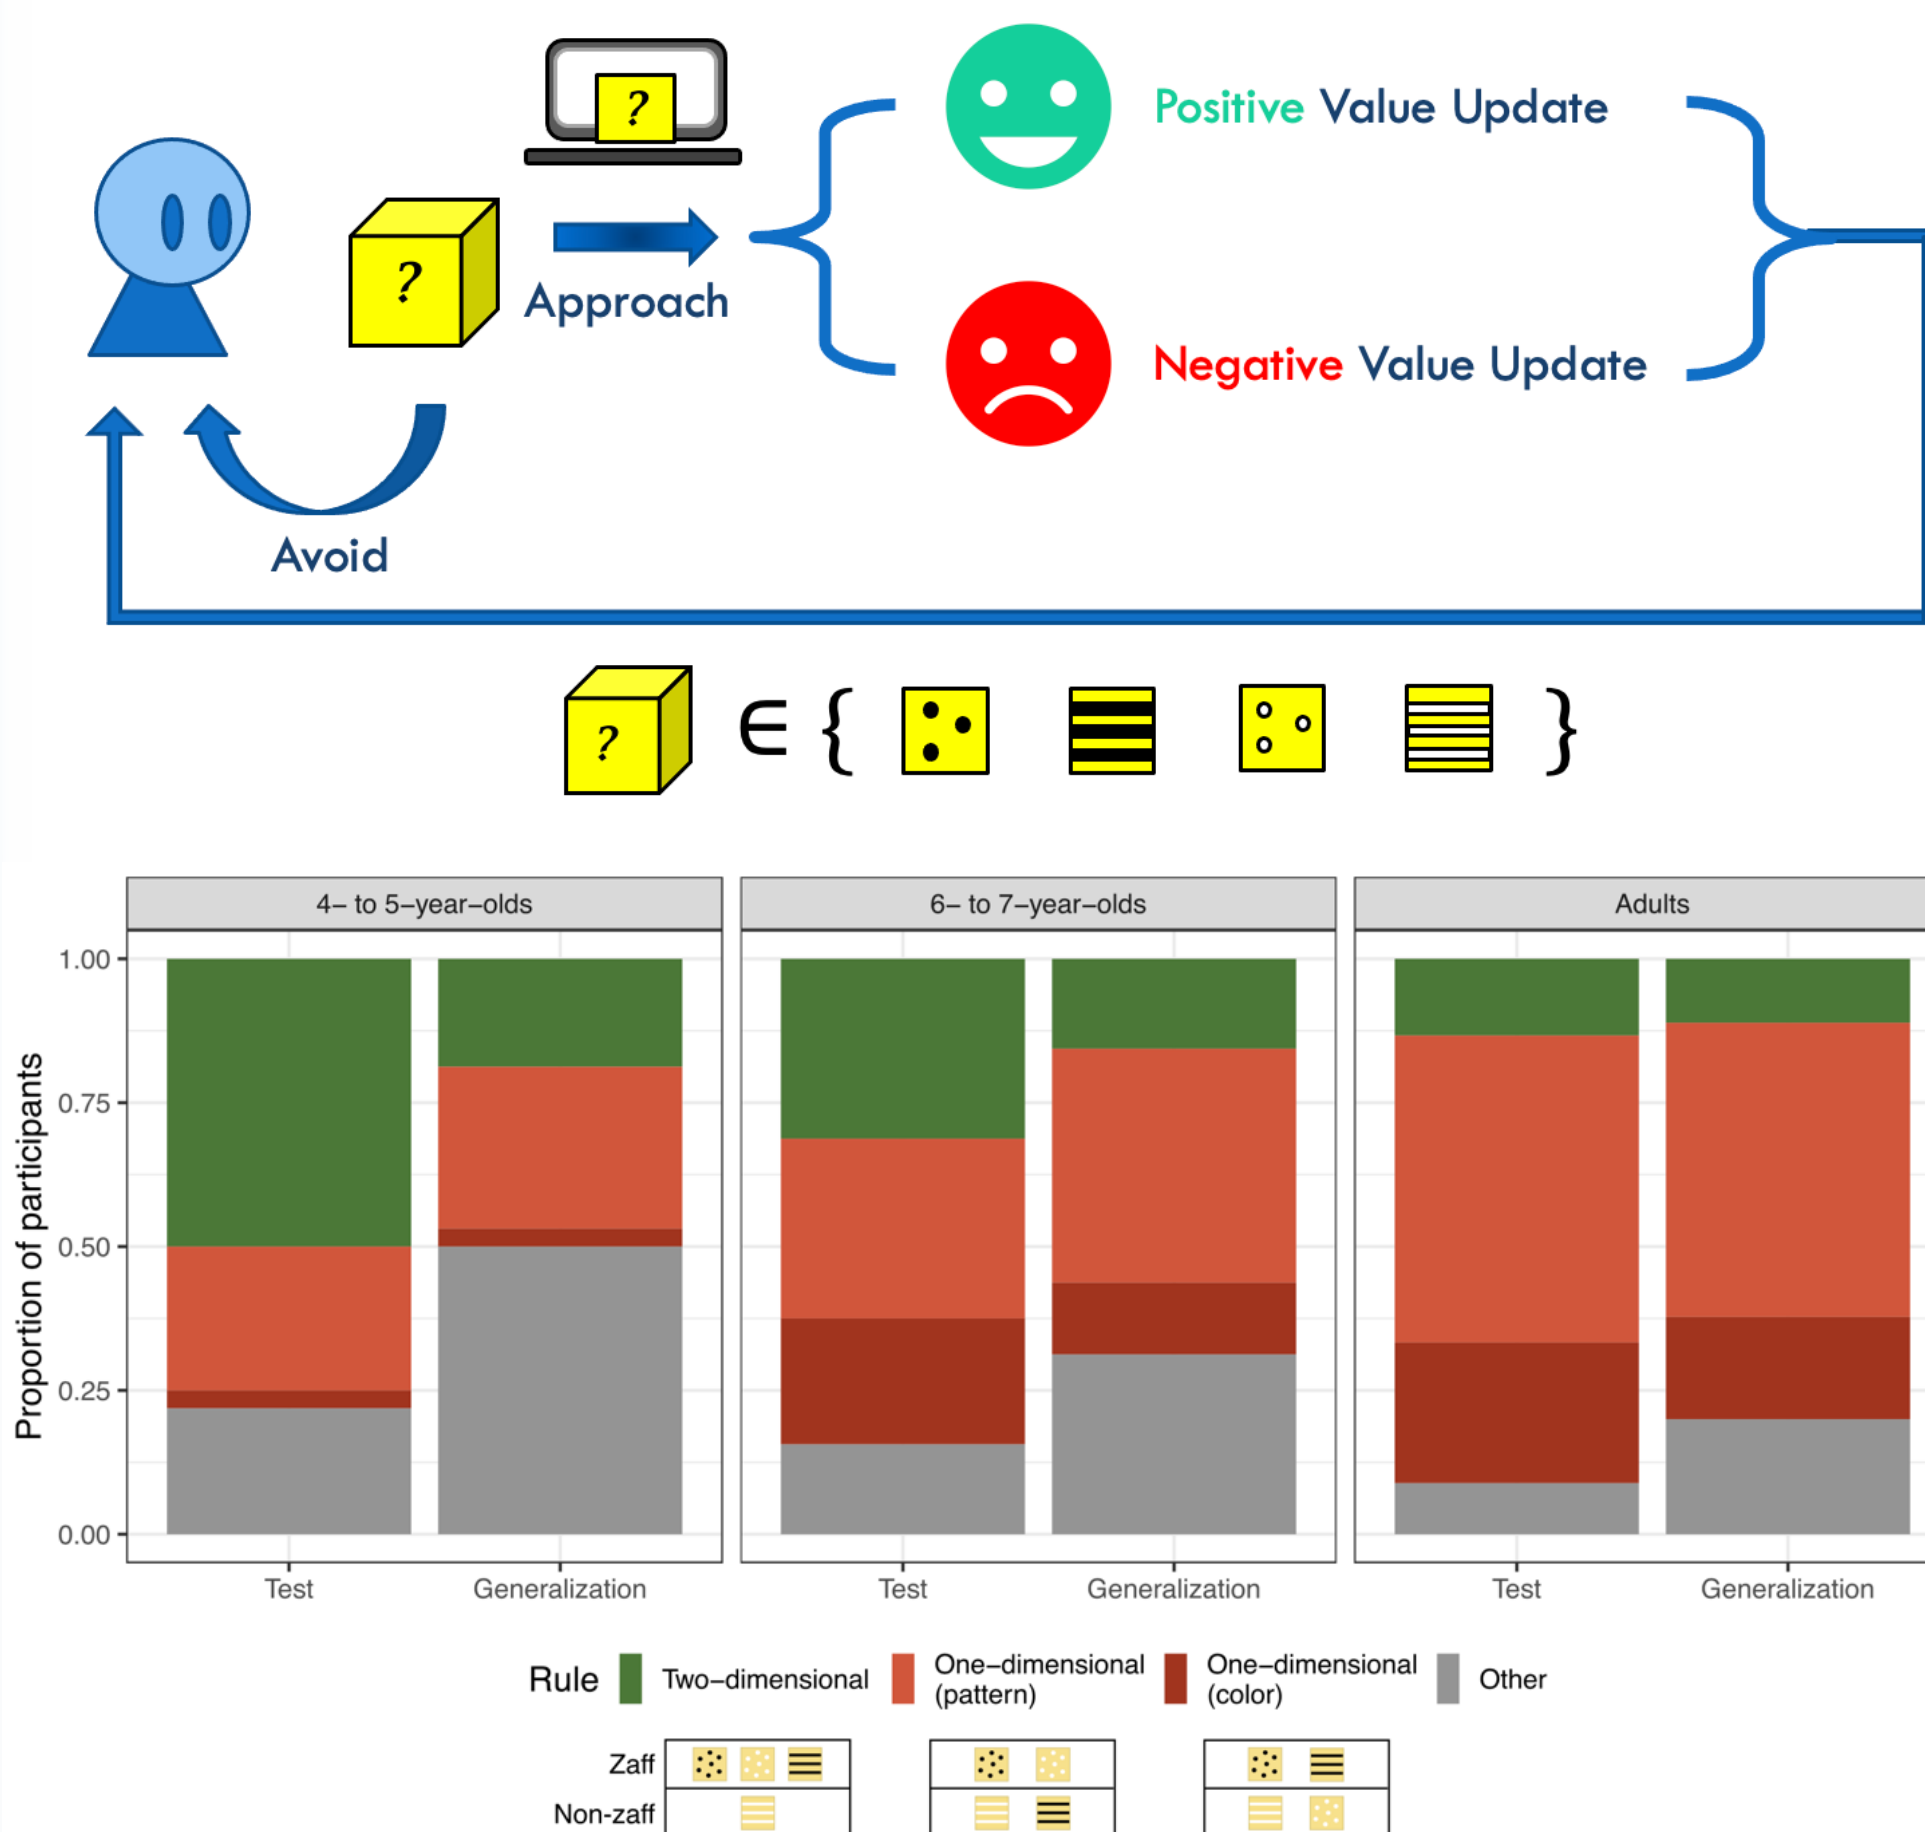 ?
Positive Value Update
?
Approach
Negative Value Update
Avoid
? ∈ { }
4– to 5–year–olds
6– to 7–year–olds
Adults
Proportion of participants
1.00
0.75
0.50
0.25
0.00
Test
Generalization
Test
Generalization
Test
Generalization
Rule
Two–dimensional
One–dimensional
(pattern)
One–dimensional
(color)
Other
Zaff
Non-zaff